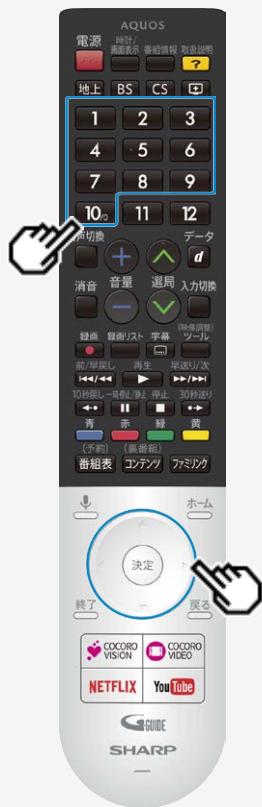 AQUOS
電源 時計/画面表示 番組情報 取扱説明
?
地上 BS CS
1 2 3
4 5 6
7 8 9
10/0 11 12
声切換 データ
+ d
消音 音量 選局 入力切換
−
(映像調整)
録画 録画リスト 字幕 ツール
前/早戻し 再生 早送り/次
10秒戻し 一時停止/静止 停止 30秒送り
青 赤 緑 黄
(予約) (裏番組)
番組表 コンテンツ ファミリンク
ホーム
決定
終了 戻る
COCORO VISION COCORO VIDEO
NETFLIX YouTube
G GUIDE
SHARP